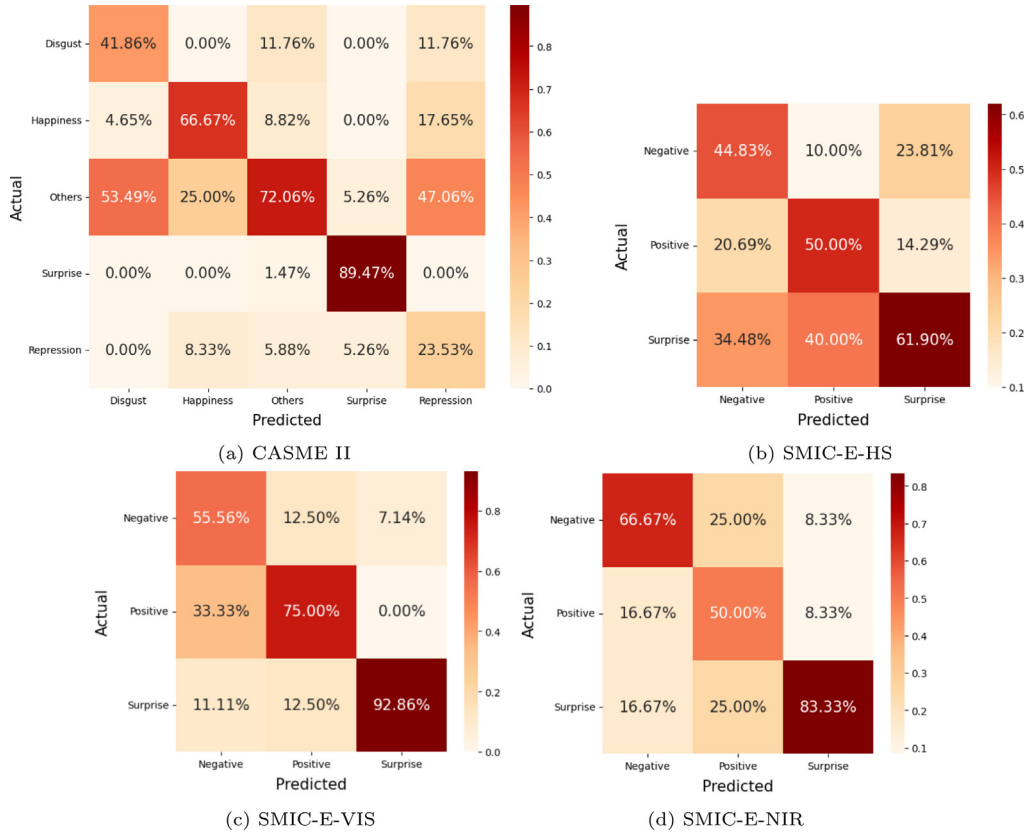 Disgust 41.86% 0.00% 11.76% 0.00% 11.76%
Happiness 4.65% 66.67% 8.82% 0.00% 17.65%
Others 53.49% 25.00% 72.06% 5.26% 47.06%
Surprise 0.00% 0.00% 1.47% 89.47% 0.00%
Repression 0.00% 8.33% 5.88% 5.26% 23.53%
Disgust Happiness Others Surprise Repression
Actual
Predicted
0.8
0.7
0.6
0.5
0.4
0.3
0.2
0.1
0.0
(a) CASME II
Negative 44.83% 10.00% 23.81%
Positive 20.69% 50.00% 14.29%
Surprise 34.48% 40.00% 61.90%
Negative Positive Surprise
Actual
Predicted
0.6
0.5
0.4
0.3
0.2
0.1
(b) SMIC-E-HS
Negative 55.56% 12.50% 7.14%
Positive 33.33% 75.00% 0.00%
Surprise 11.11% 12.50% 92.86%
Negative Positive Surprise
Actual
Predicted
0.8
0.6
0.4
0.2
0.0
(c) SMIC-E-VIS
Negative 66.67% 25.00% 8.33%
Positive 16.67% 50.00% 8.33%
Surprise 16.67% 25.00% 83.33%
Negative Positive Surprise
Actual
Predicted
0.8
0.7
0.6
0.5
0.4
0.3
0.2
0.1
(d) SMIC-E-NIR